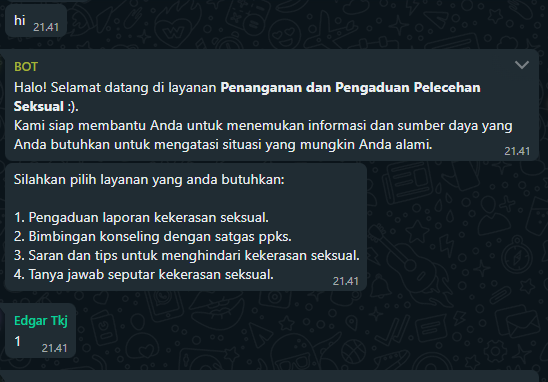 hi
21.41
BOT
Halo! Selamat datang di layanan Penanganan dan Pengaduan Pelecehan
Seksual :).
Kami siap membantu Anda untuk menemukan informasi dan sumber daya yang
Anda butuhkan untuk mengatasi situasi yang mungkin Anda alami.
21.41
Silahkan pilih layanan yang anda butuhkan:
1. Pengaduan laporan kekerasan seksual.
2. Bimbingan konseling dengan satgas ppks.
3. Saran dan tips untuk menghindari kekerasan seksual.
4. Tanya jawab seputar kekerasan seksual.
21.41
Edgar Tkj
1
21.41